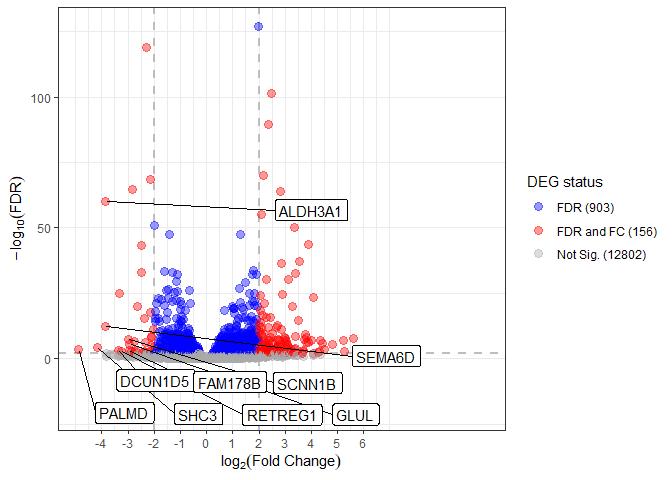 100
50
0
−log10(FDR)
ALDH3A1
SEMA6D
DCUN1D5
FAM178B
SCNN1B
PALMD
SHC3
RETREG1
GLUL
-4 -3 -2 -1 0 1 2 3 4 5 6
log2(Fold Change)
DEG status
FDR (903)
FDR and FC (156)
Not Sig. (12802)